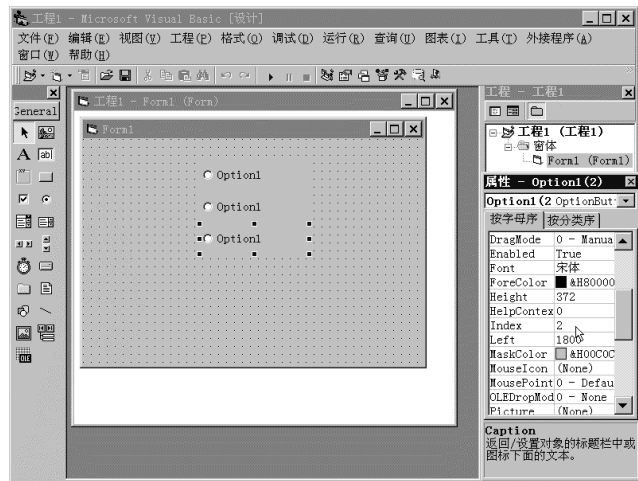 工程1 - Microsoft Visual Basic [设计]
文件(F) 编辑(E) 视图(V) 工程(P) 格式(O) 调试(D) 运行(R) 查询(U) 图表(I) 工具(T) 外接程序(A)
窗口(W) 帮助(H)
General
工程1 - Form1 (Form)
Form1
Option1
Option1
Option1
工程 - 工程1
工程1 (工程1)
窗体
Form1 (Form1)
属性 - Option1(2)
Option1(2 OptionBut
按字母序 按分类序
DragMode 0 - Manua
Enabled True
Font 宋体
ForeColor &H80000
Height 372
HelpContex 0
Index 2
Left 1800
MaskColor &H00C0C
MouseIcon (None)
MousePoint 0 - Defau
OLEDropMod 0 - None
Picture (None)
Caption
返回/设置对象的标题栏中或
图标下面的文本。